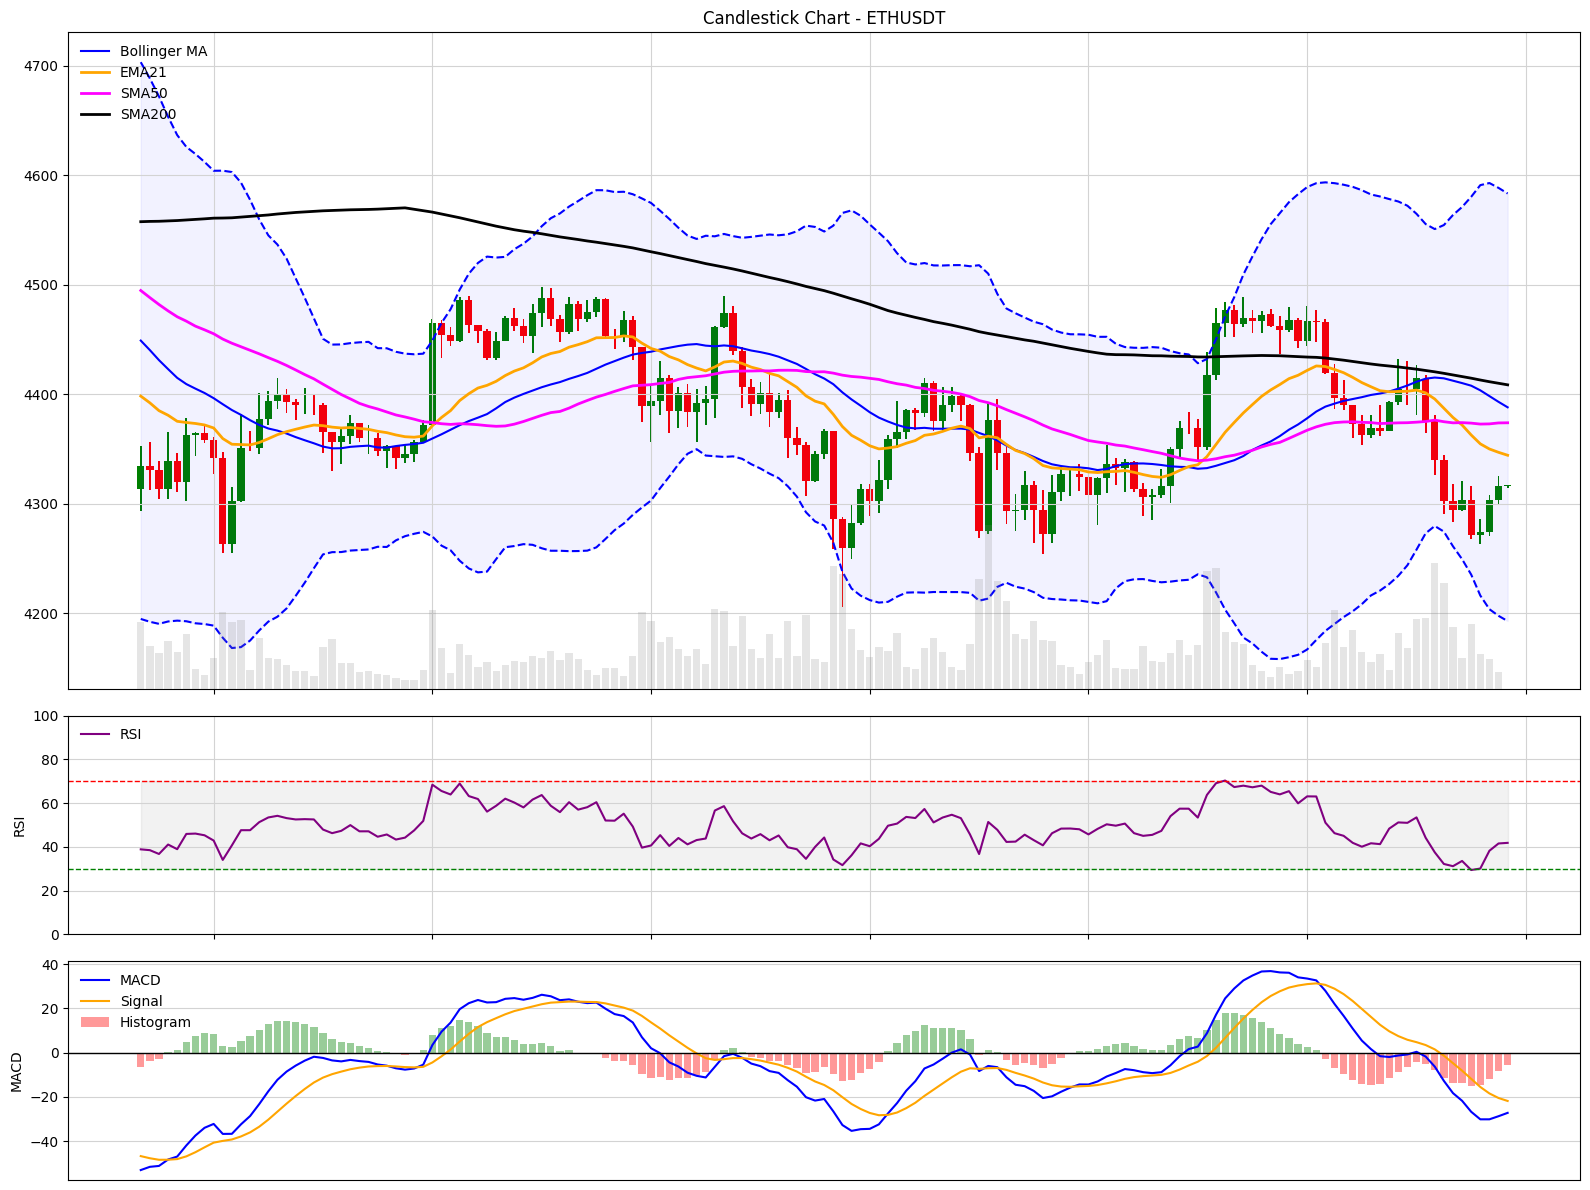 Candlestick Chart - ETHUSDT
Bollinger MA
EMA21
SMA50
SMA200
4700
4600
4500
4400
4300
4200
RSI
100
80
60
40
20
0
RSI
MACD
Signal
Histogram
40
20
0
−20
−40
MACD